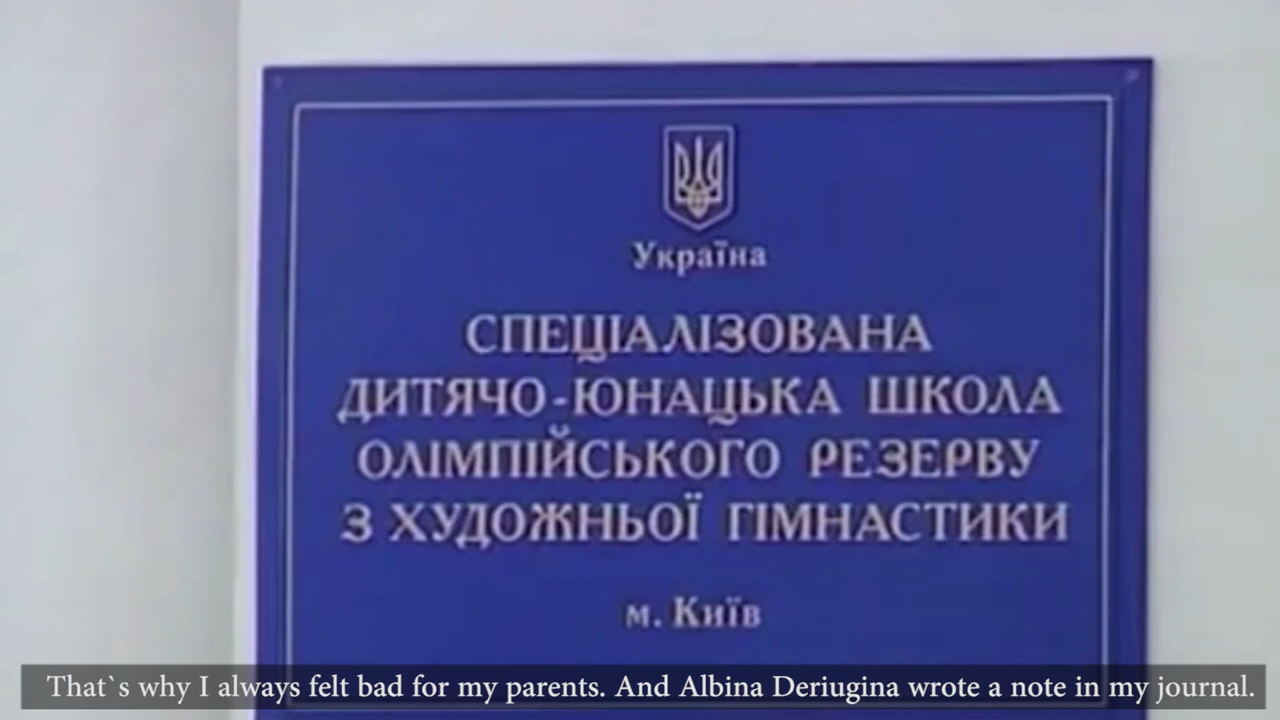 Україна
СПЕЦІАЛІЗОВАНА
ДИТЯЧО-ЮНАЦЬКА ШКОЛА
ОЛІМПІЙСЬКОГО РЕЗЕРВУ
З ХУДОЖНЬОЇ ГІМНАСТИКИ
м. Київ
That`s why I always felt bad for my parents. And Albina Deriugina wrote a note in my journal.